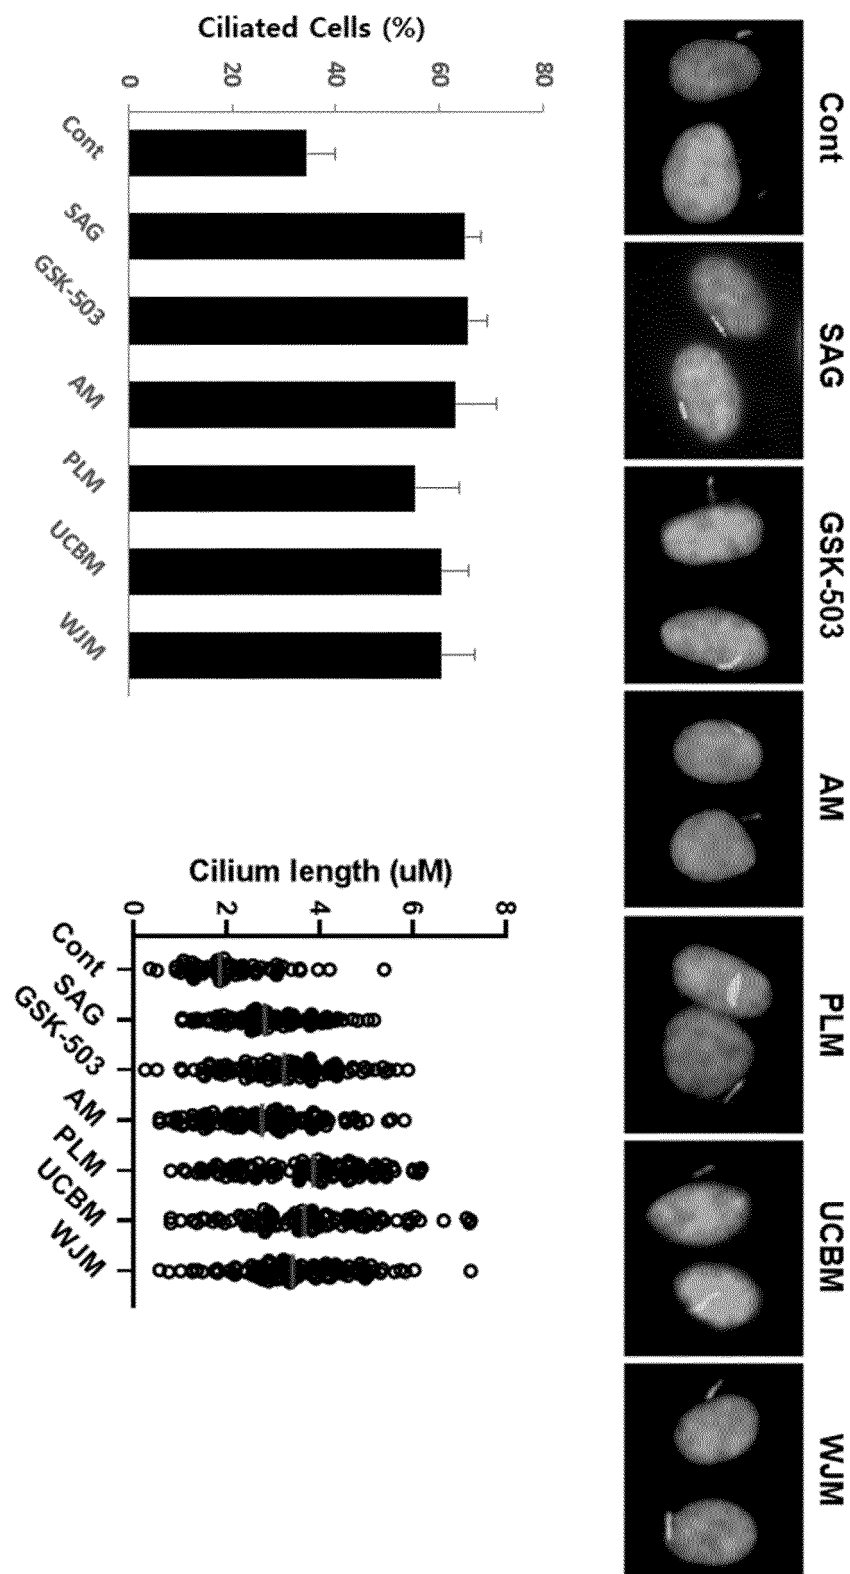 Cont
SAG
GSK-503
AM
PLM
UCBM
WJM
Ciliated Cells (%)
80
60
40
20
0
Cont
SAG
GSK-503
AM
PLM
UCBM
WJM
Cilium length (uM)
8
6
4
2
0
Cont
SAG
GSK-503
AM
PLM
UCBM
WJM